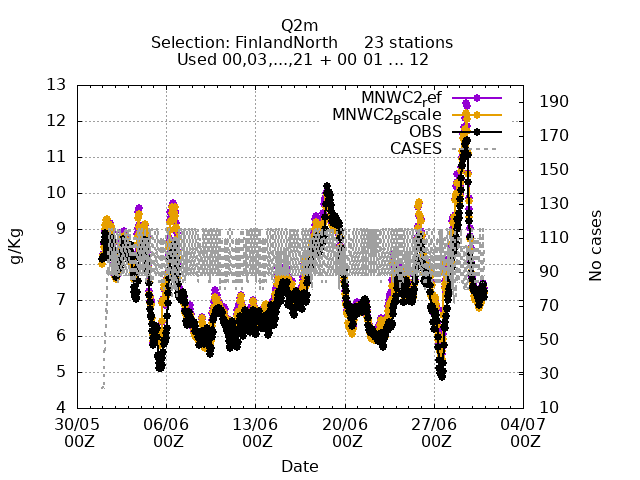 Q2m
Selection: FinlandNorth 23 stations
Used 00,03,...,21 + 00 01 ... 12
MNWC2ref
MNWC2Bscale
OBS
CASES
13
12
11
10
9
8
7
6
5
4
g/Kg
190
170
150
130
110
90
70
50
30
10
No cases
30/05 06/06 13/06 20/06 27/06 04/07
00Z 00Z 00Z 00Z 00Z 00Z
Date